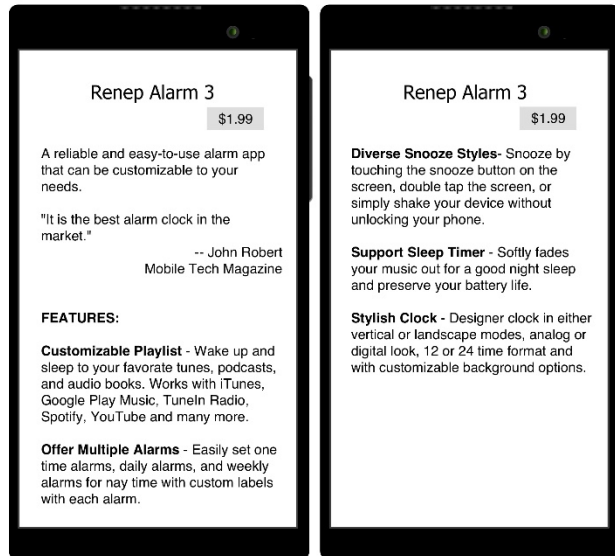 Renep Alarm 3
$1.99
A reliable and easy-to-use alarm app
that can be customizable to your
needs.
"It is the best alarm clock in the
market."
-- John Robert
Mobile Tech Magazine
FEATURES:
Customizable Playlist - Wake up and
sleep to your favorate tunes, podcasts,
and audio books. Works with iTunes,
Google Play Music, TuneIn Radio,
Spotify, YouTube and many more.
Offer Multiple Alarms - Easily set one
time alarms, daily alarms, and weekly
alarms for nay time with custom labels
with each alarm.
Renep Alarm 3
$1.99
Diverse Snooze Styles- Snooze by
touching the snooze button on the
screen, double tap the screen, or
simply shake your device without
unlocking your phone.
Support Sleep Timer - Softly fades
your music out for a good night sleep
and preserve your battery life.
Stylish Clock - Designer clock in either
vertical or landscape modes, analog or
digital look, 12 or 24 time format and
with customizable background options.